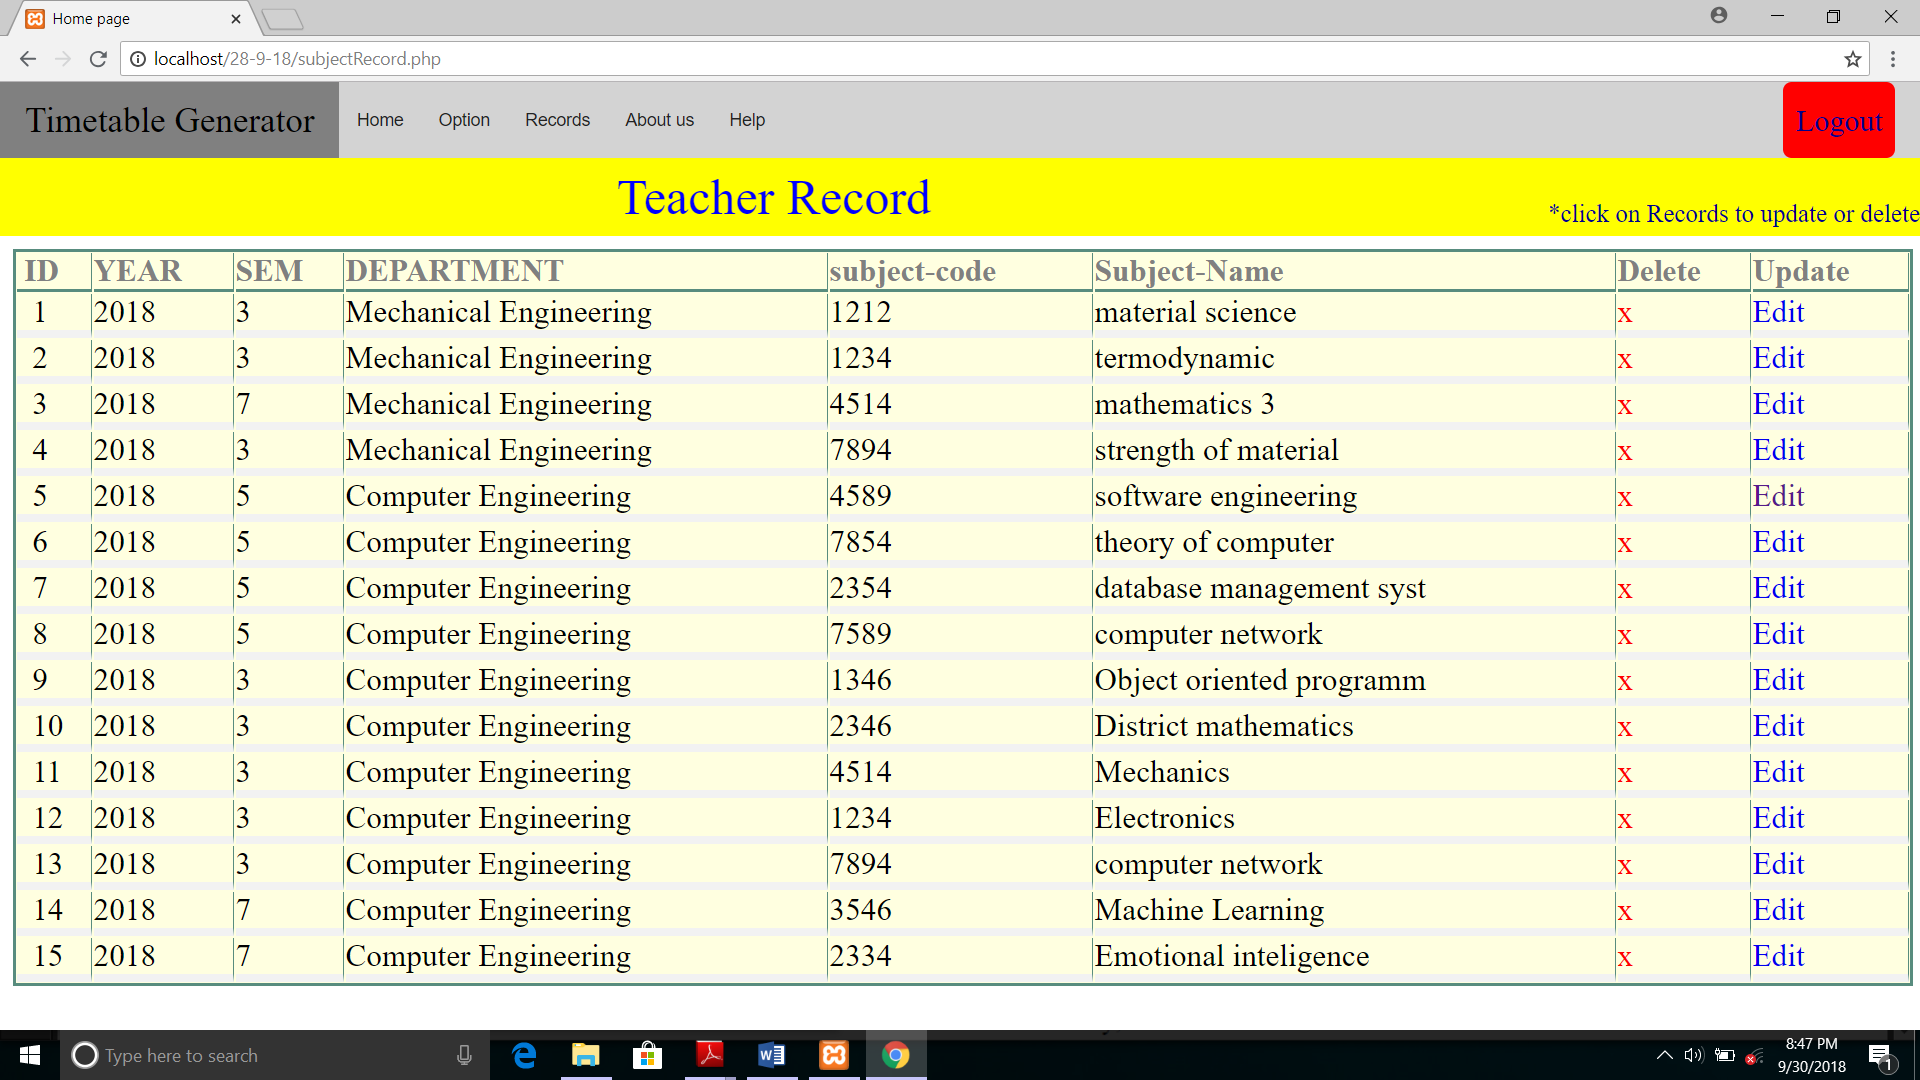 Home page
localhost/28-9-18/subjectRecord.php
Timetable Generator Home Option Records About us Help Logout
Teacher Record
*click on Records to update or delete
ID YEAR SEM DEPARTMENT subject-code Subject-Name Delete Update
1 2018 3 Mechanical Engineering 1212 material science x Edit
2 2018 3 Mechanical Engineering 1234 termodynamic x Edit
3 2018 7 Mechanical Engineering 4514 mathematics 3 x Edit
4 2018 3 Mechanical Engineering 7894 strength of material x Edit
5 2018 5 Computer Engineering 4589 software engineering x Edit
6 2018 5 Computer Engineering 7854 theory of computer x Edit
7 2018 5 Computer Engineering 2354 database management syst x Edit
8 2018 5 Computer Engineering 7589 computer network x Edit
9 2018 3 Computer Engineering 1346 Object oriented programm x Edit
10 2018 3 Computer Engineering 2346 District mathematics x Edit
11 2018 3 Computer Engineering 4514 Mechanics x Edit
12 2018 3 Computer Engineering 1234 Electronics x Edit
13 2018 3 Computer Engineering 7894 computer network x Edit
14 2018 7 Computer Engineering 3546 Machine Learning x Edit
15 2018 7 Computer Engineering 2334 Emotional inteligence x Edit
Type here to search
8:47 PM
9/30/2018
1